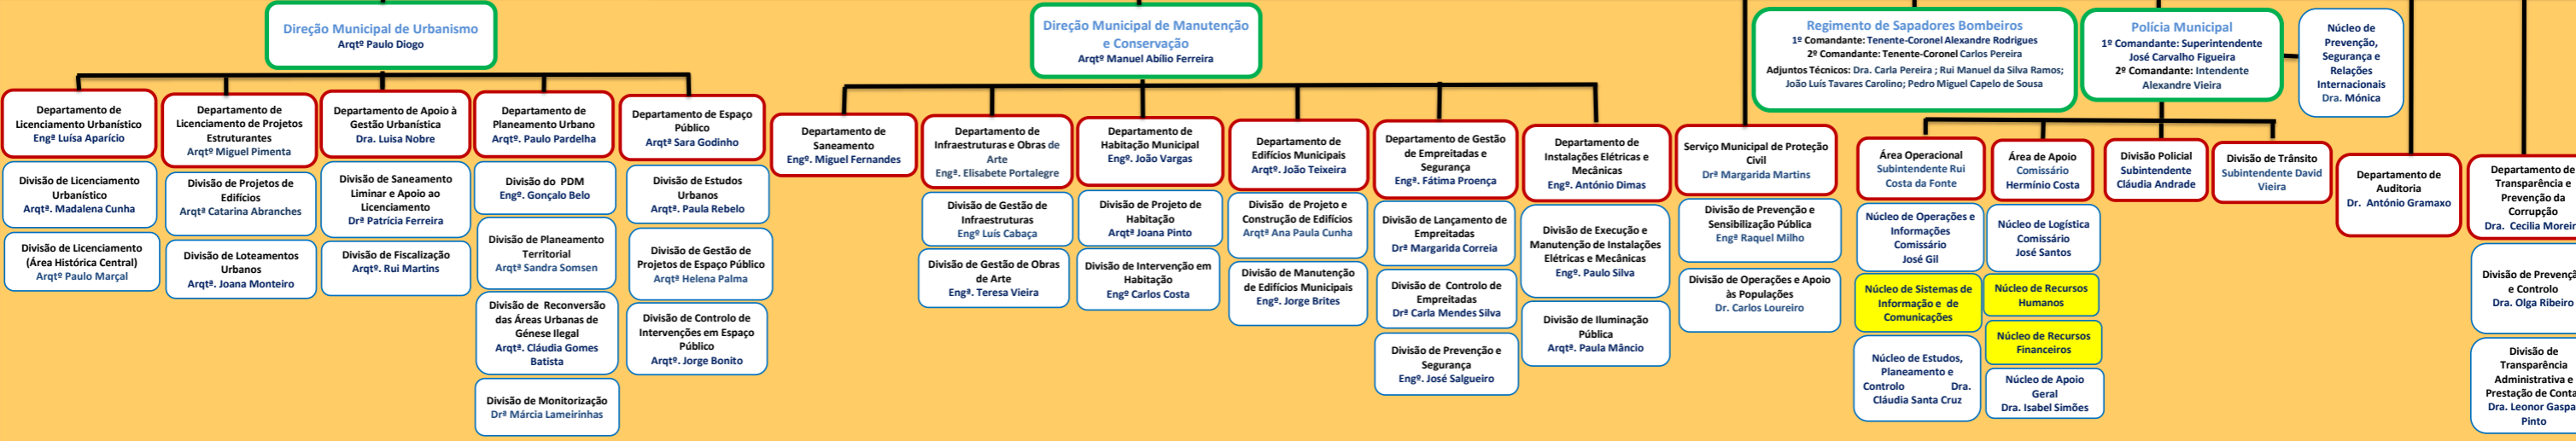 Direção Municipal de Urbanismo
Arqtº Paulo Diogo
Departamento de
Licenciamento Urbanístico
Engª Luísa Aparício
Divisão de Licenciamento
Urbanístico
Arqtª. Madalena Cunha
Divisão de Licenciamento
(Área Histórica Central)
Arqtº Paulo Marçal
Departamento de
Licenciamento de Projetos
Estruturantes
Arqtº Miguel Pimenta
Divisão de Projetos de
Edifícios
Arqtª Catarina Abranches
Divisão de Loteamentos
Urbanos
Arqtª. Joana Monteiro
Departamento de Apoio à
Gestão Urbanística
Dra. Luisa Nobre
Divisão de Saneamento
Liminar e Apoio ao
Licenciamento
Drª Patrícia Ferreira
Divisão de Fiscalização
Arqtº. Rui Martins
Departamento de
Planeamento Urbano
Arqtº. Paulo Pardelha
Divisão do PDM
Engº. Gonçalo Belo
Divisão de Planeamento
Territorial
Arqtª Sandra Somsen
Divisão de Reconversão
das Áreas Urbanas de
Génese Ilegal
Arqtª. Cláudia Gomes
Batista
Divisão de Monitorização
Drª Márcia Lameirinhas
Departamento de Espaço
Público
Arqtª Sara Godinho
Divisão de Estudos
Urbanos
Arqtª. Paula Rebelo
Divisão de Gestão de
Projetos de Espaço Público
Arqtª Helena Palma
Divisão de Controlo de
Intervenções em Espaço
Público
Arqtº. Jorge Bonito
Direção Municipal de Manutenção
e Conservação
Arqtº Manuel Abílio Ferreira
Departamento de
Saneamento
Engº. Miguel Fernandes
Departamento de
Infraestruturas e Obras de
Arte
Engª. Elisabete Portalegre
Divisão de Gestão de
Infraestruturas
Engº Luís Cabaça
Divisão de Gestão de Obras
de Arte
Engª. Teresa Vieira
Departamento de
Habitação Municipal
Engº. João Vargas
Divisão de Projeto de
Habitação
Arqtª Joana Pinto
Divisão de Intervenção em
Habitação
Engº Carlos Costa
Departamento de
Edifícios Municipais
Arqtº. João Teixeira
Divisão de Projeto e
Construção de Edifícios
Arqtª Ana Paula Cunha
Divisão de Manutenção
de Edifícios Municipais
Engº. Jorge Brites
Departamento de Gestão
de Empreitadas e
Segurança
Engª. Fátima Proença
Divisão de Lançamento de
Empreitadas
Drª Margarida Correia
Divisão de Controlo de
Empreitadas
Drª Carla Mendes Silva
Divisão de Prevenção e
Segurança
Engº. José Salgueiro
Departamento de
Instalações Elétricas e
Mecânicas
Engº. António Dimas
Divisão de Execução e
Manutenção de Instalações
Elétricas e Mecânicas
Engº. Paulo Silva
Divisão de Iluminação
Pública
Arqtª. Paula Mâncio
Serviço Municipal de Proteção
Civil
Drª Margarida Martins
Divisão de Prevenção e
Sensibilização Pública
Engª Raquel Milho
Divisão de Operações e Apoio
às Populações
Dr. Carlos Loureiro
Regimento de Sapadores Bombeiros
1º Comandante: Tenente-Coronel Alexandre Rodrigues
2º Comandante: Tenente-Coronel Carlos Pereira
Adjuntos Técnicos: Dra. Carla Pereira ; Rui Manuel da Silva Ramos;
João Luís Tavares Carolino; Pedro Miguel Capelo de Sousa
Polícia Municipal
1º Comandante: Superintendente
José Carvalho Figueira
2º Comandante: Intendente
Alexandre Vieira
Núcleo de
Prevenção,
Segurança e
Relações
Internacionais
Dra. Mónica
Área Operacional
Subintendente Rui
Costa da Fonte
Núcleo de Operações e
Informações
Comissário
José Gil
Núcleo de Sistemas de
Informação e de
Comunicações
Núcleo de Estudos,
Planeamento e
Controlo Dra.
Cláudia Santa Cruz
Área de Apoio
Comissário
Hermínio Costa
Núcleo de Logística
Comissário
José Santos
Núcleo de Recursos
Humanos
Núcleo de Recursos
Financeiros
Núcleo de Apoio
Geral
Dra. Isabel Simões
Divisão Policial
Subintendente
Cláudia Andrade
Divisão de Trânsito
Subintendente David
Vieira
Departamento de
Auditoria
Dr. António Gramaxo
Departamento de
Transparência e
Prevenção da
Corrupção
Dra. Cecilia Moreir
Divisão de Prevenç
e Controlo
Dra. Olga Ribeiro
Divisão de
Transparência
Administrativa e
Prestação de Conta
Dra. Leonor Gaspa
Pinto